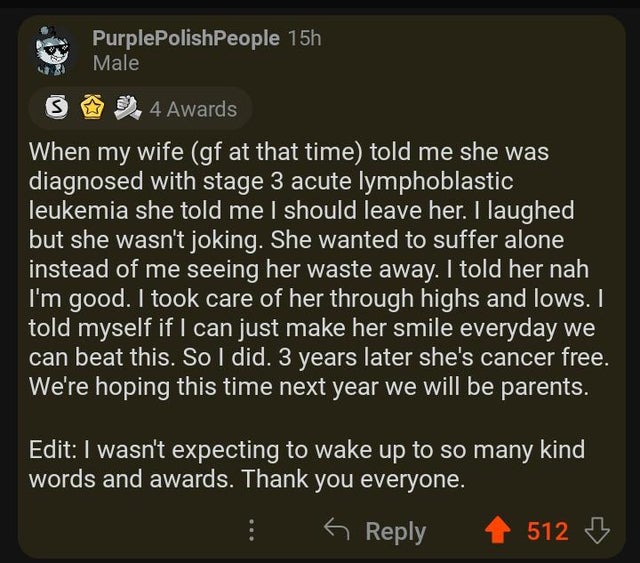 PurplePolishPeople 15h
Male
S 4 Awards
When my wife (gf at that time) told me she was
diagnosed with stage 3 acute lymphoblastic
leukemia she told me I should leave her. I laughed
but she wasn't joking. She wanted to suffer alone
instead of me seeing her waste away. I told her nah
I'm good. I took care of her through highs and lows. I
told myself if I can just make her smile everyday we
can beat this. So I did. 3 years later she's cancer free.
We're hoping this time next year we will be parents.
Edit: I wasn't expecting to wake up to so many kind
words and awards. Thank you everyone.
Reply 512